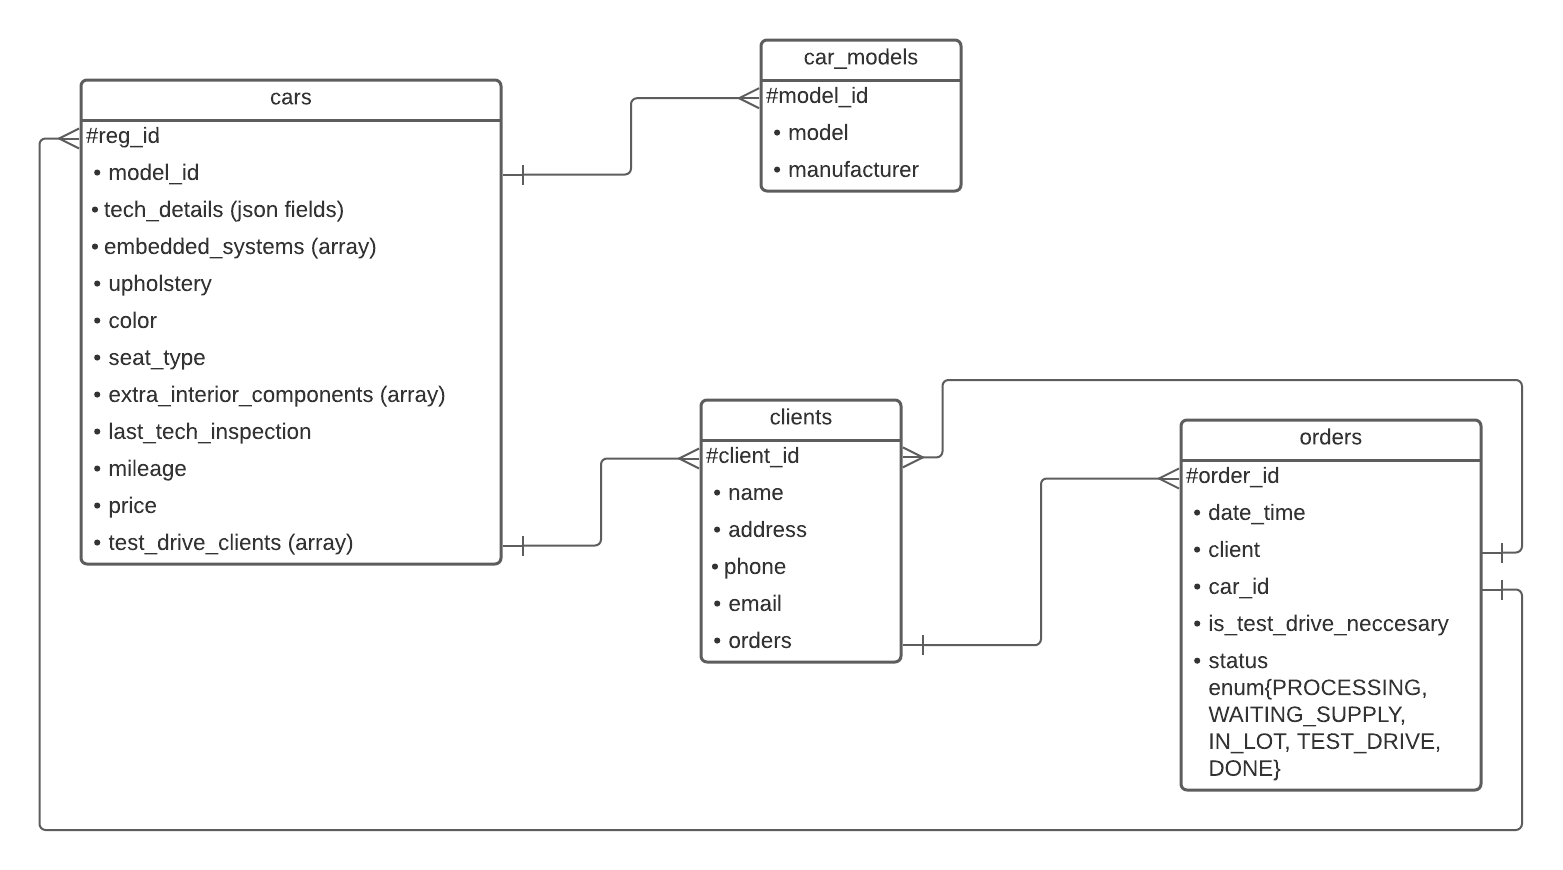 cars
#reg_id
• model_id
• tech_details (json fields)
• embedded_systems (array)
• upholstery
• color
• seat_type
• extra_interior_components (array)
• last_tech_inspection
• mileage
• price
• test_drive_clients (array)
car_models
#model_id
• model
• manufacturer
clients
#client_id
• name
• address
• phone
• email
• orders
orders
#order_id
• date_time
• client
• car_id
• is_test_drive_neccesary
• status
enum{PROCESSING,
WAITING_SUPPLY,
IN_LOT, TEST_DRIVE,
DONE}